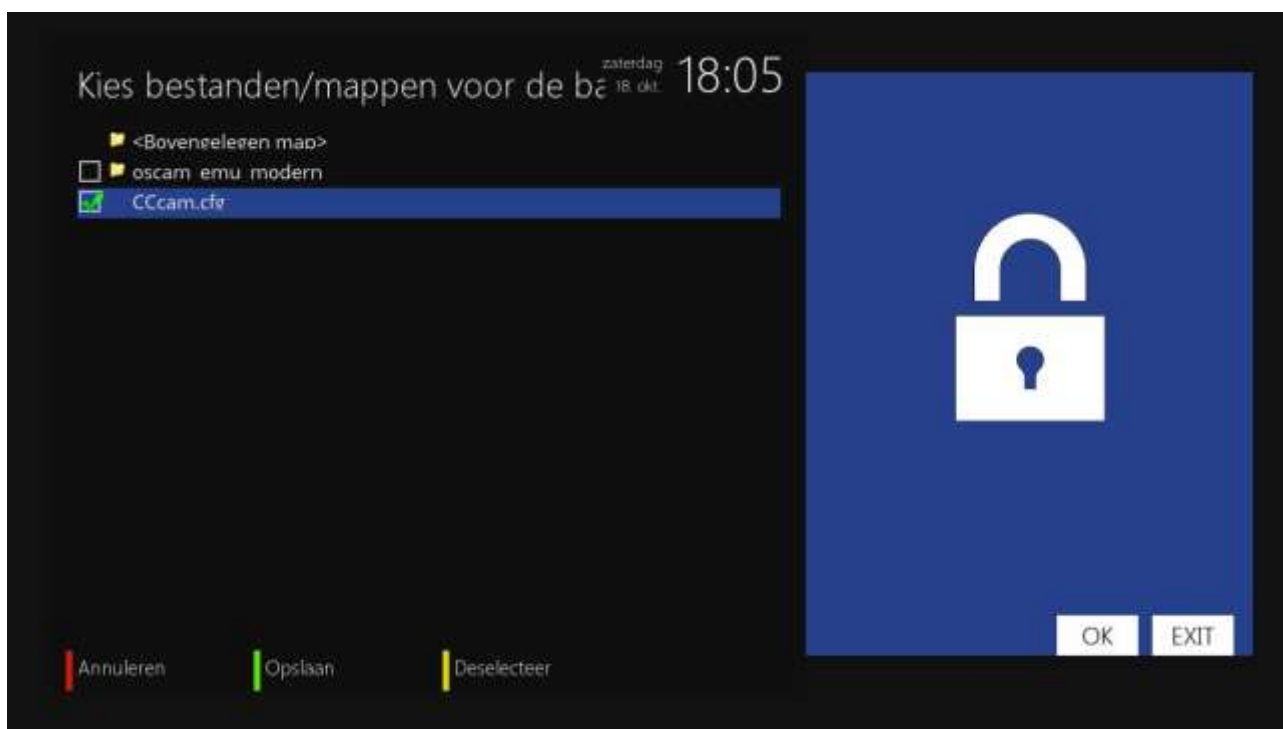 Kies bestanden/mappen voor de ba
zaterdag
18. okt.
18:05
<Bovengelegen map>
oscam emu modern
CCcam.cfg
OK
EXIT
Annuleren
Opslaan
Deselecteer